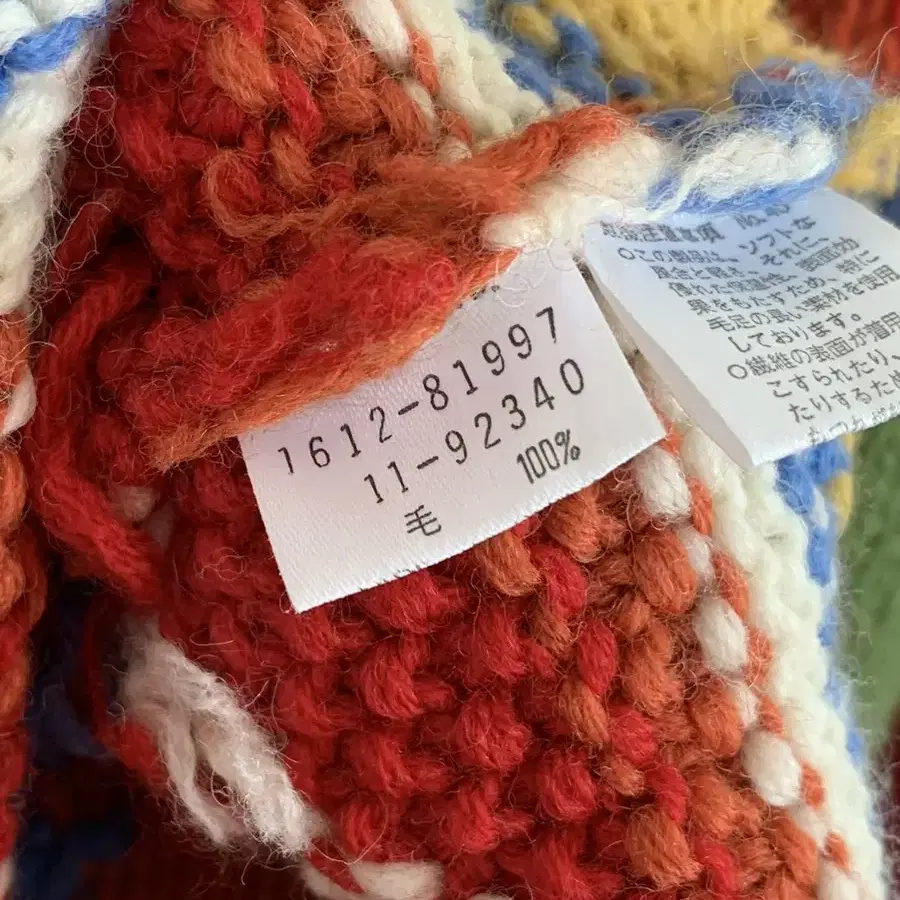 1612-81997
11-92340
毛 100%
取扱注意事項 No.
○この製品は、ソフトな
風合と軽さ、それに
優れた保温性、
果をもたすため、特に
毛足の長い素材を使用
しております。
○繊維の表面が着用
こすられたり、
たりするため